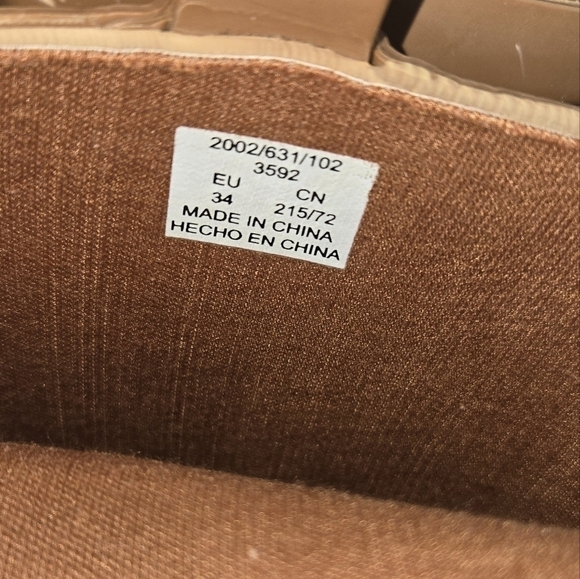 2002/631/102
3592
EU CN
34 215/72
MADE IN CHINA
HECHO EN CHINA